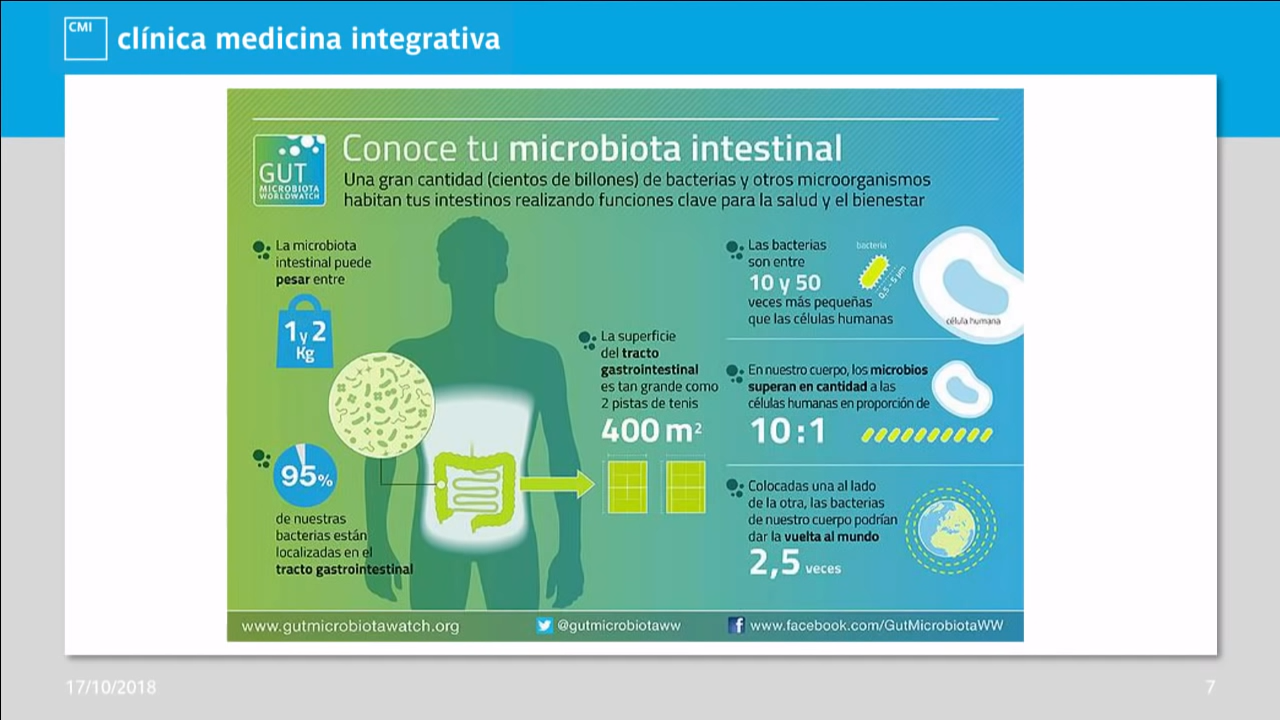 CMI
clínica medicina integrativa
GUT
MICROBIOTA
WORLDWATCH
Conoce tu microbiota intestinal
Una gran cantidad (cientos de billones) de bacterias y otros microorganismos
habitan tus intestinos realizando funciones clave para la salud y el bienestar
La microbiota
intestinal puede
pesar entre
1 y 2
Kg
95%
de nuestras
bacterias están
localizadas en el
tracto gastrointestinal
La superficie
del tracto
gastrointestinal
es tan grande como
2 pistas de tenis
400 m²
Las bacterias
son entre
10 y 50
veces más pequeñas
que las células humanas
bacteria
0,5 - 5 µm
célula humana
En nuestro cuerpo, los microbios
superan en cantidad a las
células humanas en proporción de
10:1
Colocadas una al lado
de la otra, las bacterias
de nuestro cuerpo podrían
dar la vuelta al mundo
2,5 veces
www.gutmicrobiotawatch.org
@gutmicrobiotaww
www.facebook.com/GutMicrobiotaWW
17/10/2018
7